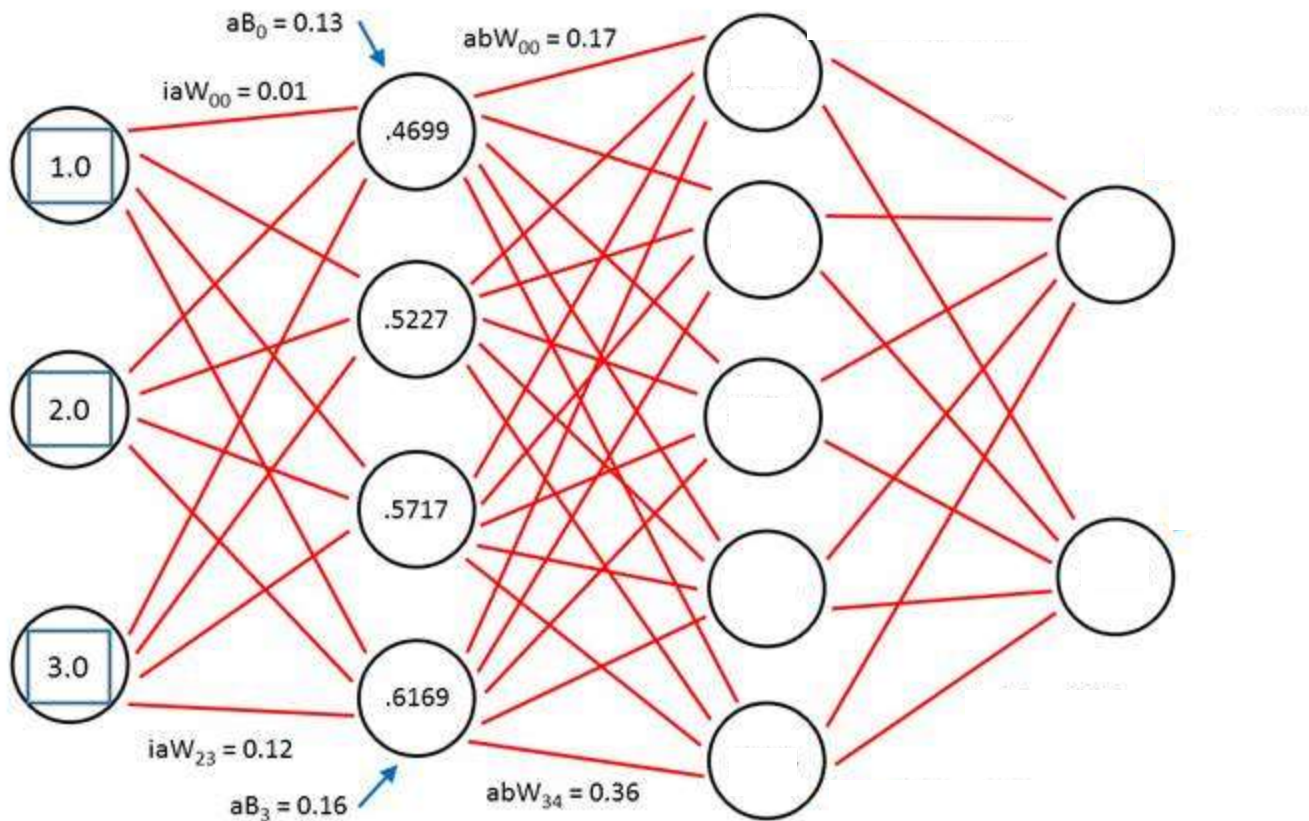 aB₀ = 0.13
abW₀₀ = 0.17
iaW₀₀ = 0.01
.4699
1.0
.5227
2.0
.5717
3.0
.6169
iaW₂₃ = 0.12
aB₃ = 0.16
abW₃₄ = 0.36